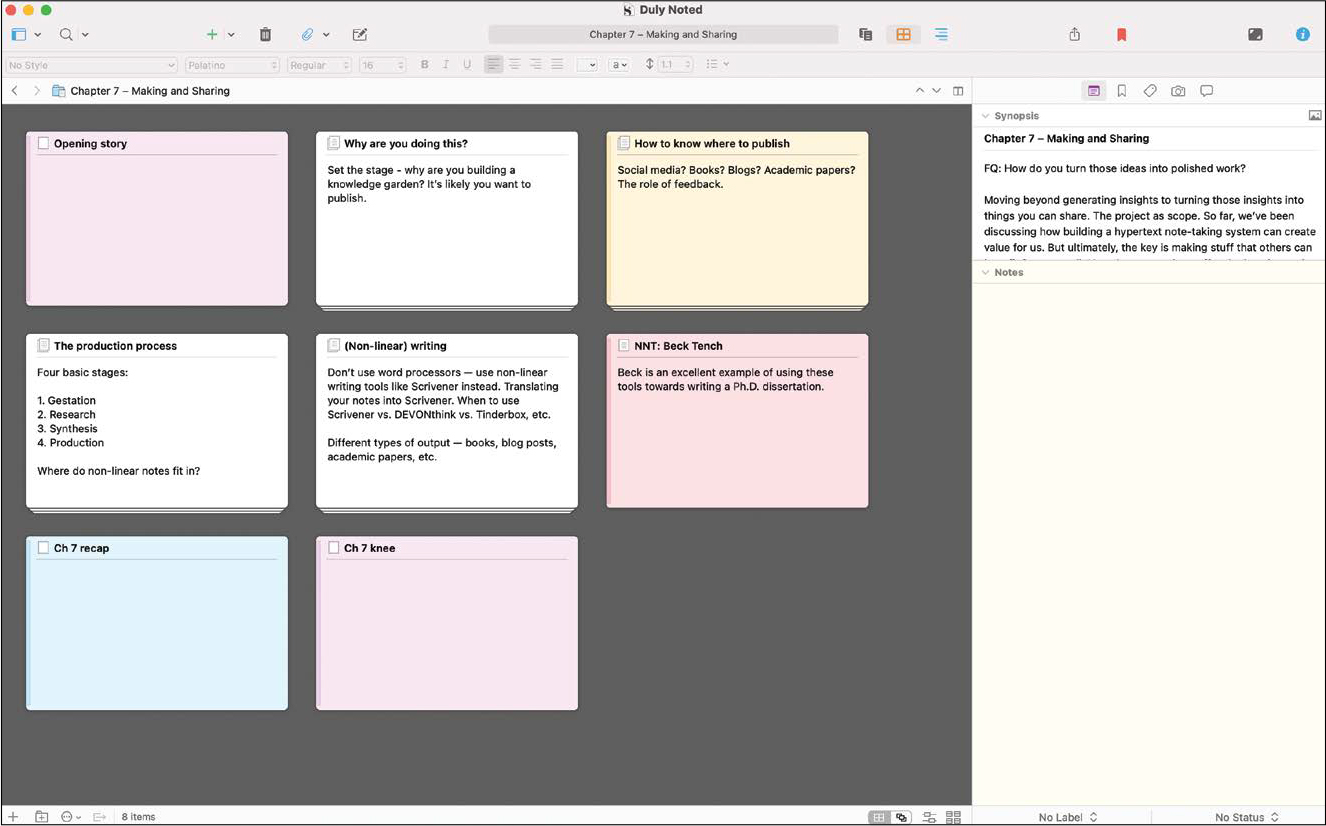 Duly Noted
Chapter 7 – Making and Sharing
No Style
Palatino
Regular
16
B I U
a
1.1
Chapter 7 – Making and Sharing
Opening story
Why are you doing this?
Set the stage - why are you building a
knowledge garden? It's likely you want to
publish.
How to know where to publish
Social media? Books? Blogs? Academic papers?
The role of feedback.
The production process
Four basic stages:
1. Gestation
2. Research
3. Synthesis
4. Production
Where do non-linear notes fit in?
(Non-linear) writing
Don't use word processors — use non-linear
writing tools like Scrivener instead. Translating
your notes into Scrivener. When to use
Scrivener vs. DEVONthink vs. Tinderbox, etc.
Different types of output — books, blog posts,
academic papers, etc.
NNT: Beck Tench
Beck is an excellent example of using these
tools towards writing a Ph.D. dissertation.
Ch 7 recap
Ch 7 knee
8 items
Synopsis
Chapter 7 – Making and Sharing
FQ: How do you turn those ideas into polished work?
Moving beyond generating insights to turning those insights into
things you can share. The project as scope. So far, we've been
discussing how building a hypertext note-taking system can create
value for us. But ultimately, the key is making stuff that others can
Notes
No Label
No Status